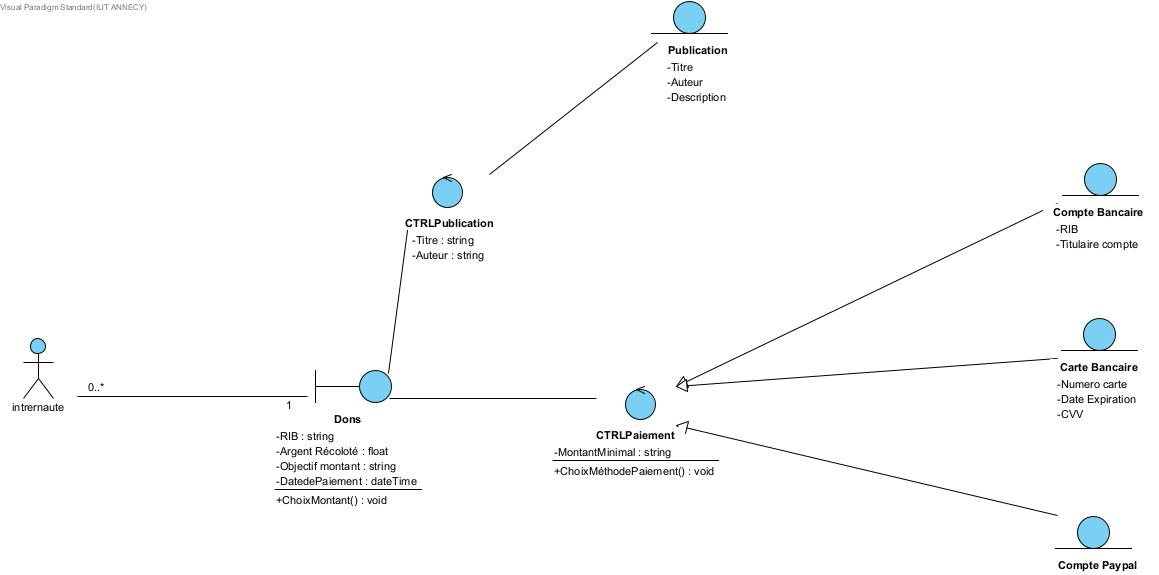 Visual Paradigm Standard(IUT ANNECY)
Publication
-Titre
-Auteur
-Description
CTRLPublication
-Titre : string
-Auteur : string
Compte Bancaire
-RIB
-Titulaire compte
Carte Bancaire
-Numero carte
-Date Expiration
-CVV
intrernaute
0..*
1
Dons
-RIB : string
-Argent Récoloté : float
-Objectif montant : string
-DatedePaiement : dateTime
+ChoixMontant() : void
CTRLPaiement
-MontantMinimal : string
+ChoixMéthodePaiement() : void
Compte Paypal